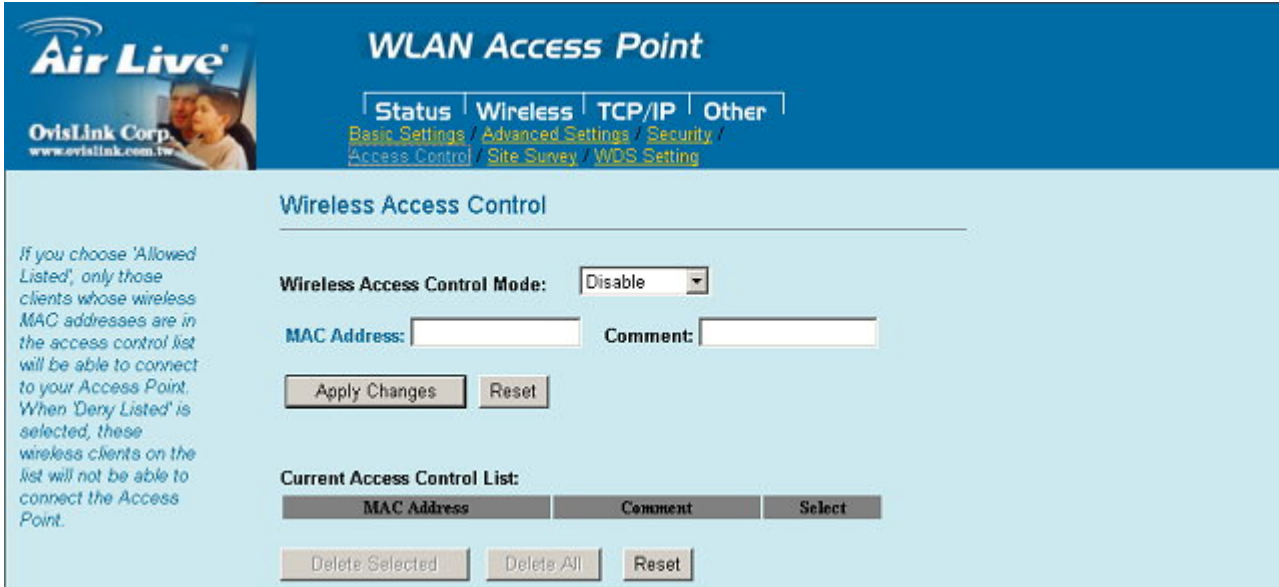 Air Live®
OvisLink Corp.
www.ovislink.com.tw
WLAN Access Point
Status Wireless TCP/IP Other
Basic Settings / Advanced Settings / Security /
Access Control / Site Survey / WDS Setting
If you choose 'Allowed
Listed', only those
clients whose wireless
MAC addresses are in
the access control list
will be able to connect
to your Access Point.
When 'Deny Listed' is
selected, these
wireless clients on the
list will not be able to
connect the Access
Point.
Wireless Access Control
Wireless Access Control Mode: Disable
MAC Address: Comment:
Apply Changes Reset
Current Access Control List:
MAC Address Comment Select
Delete Selected Delete All Reset